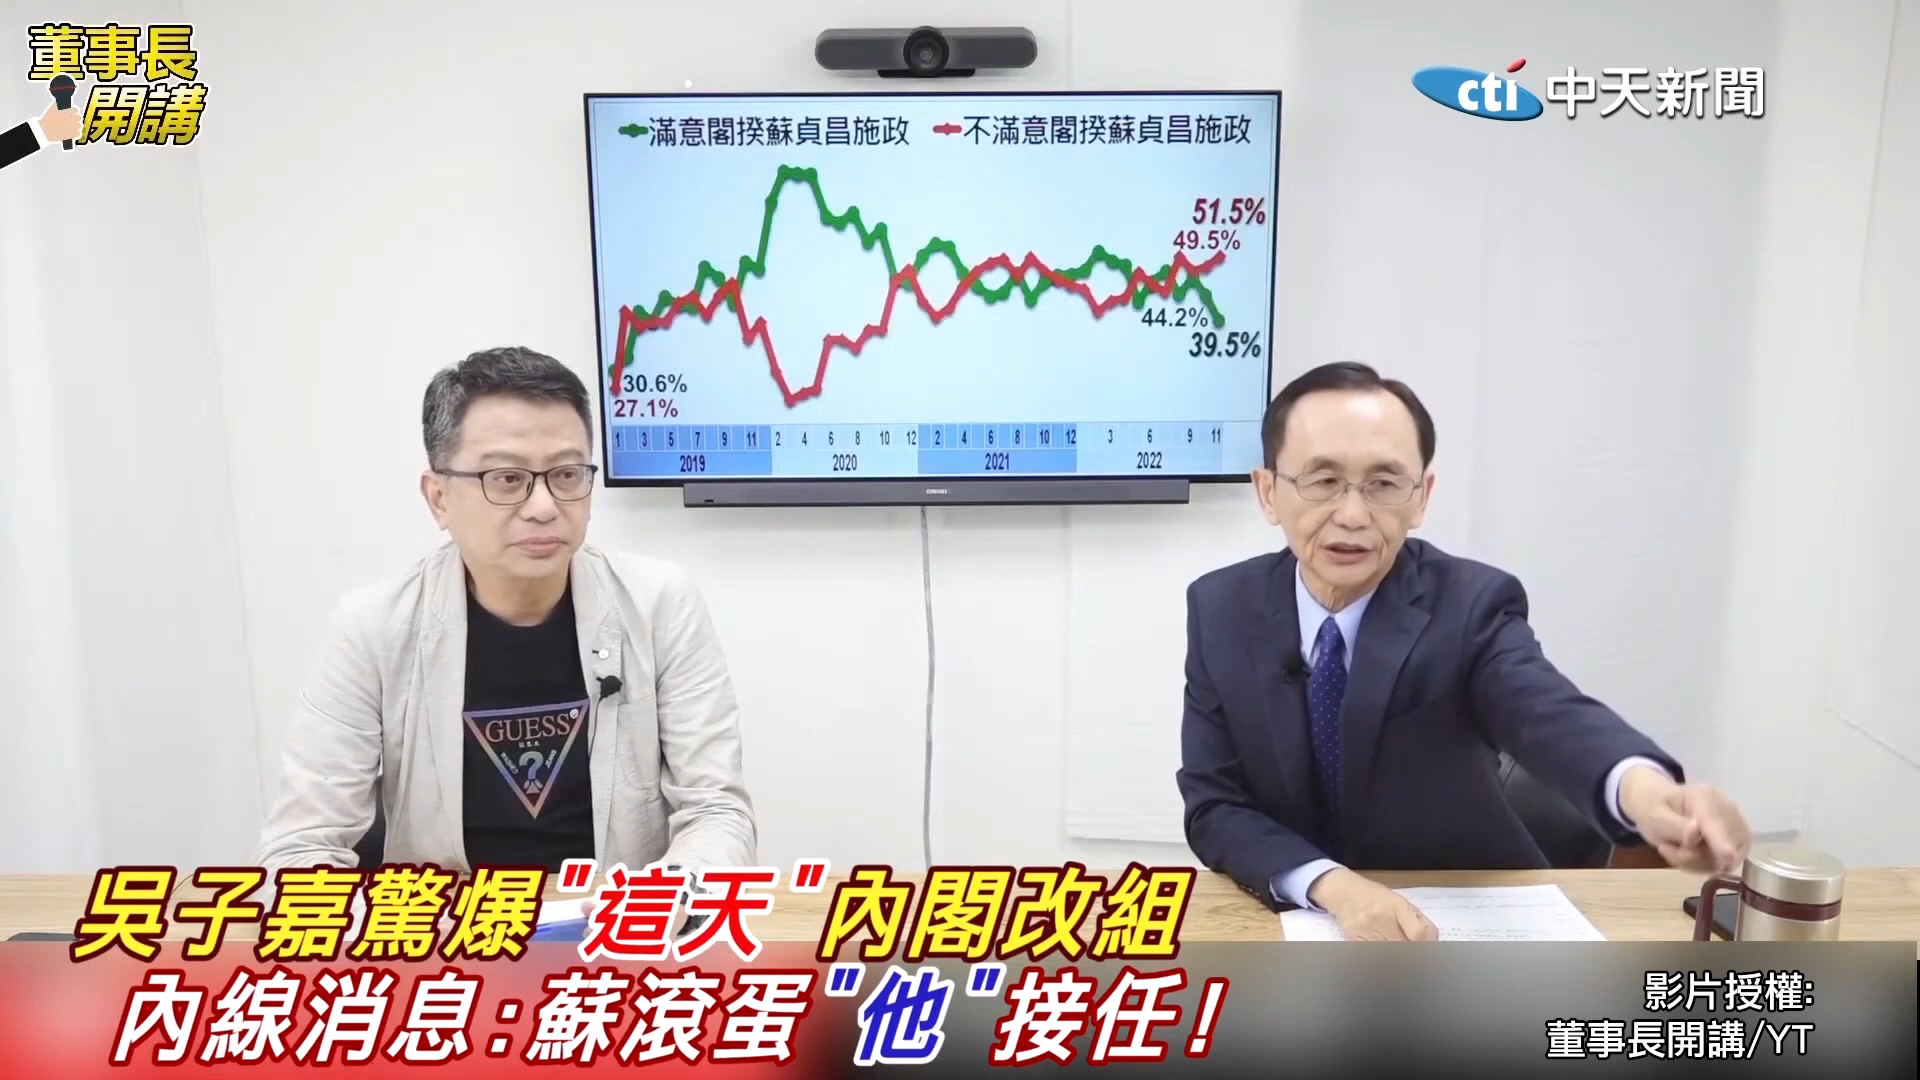 董事長
開講
cti 中天新聞
滿意閣揆蘇貞昌施政 不滿意閣揆蘇貞昌施政
51.5%
49.5%
44.2%
39.5%
30.6%
27.1%
1 3 5 7 9 11 2 4 6 8 10 12 2 4 6 8 10 12 3 6 9 11
2019 2020 2021 2022
GUESS
U.S.A.
?
吳子嘉驚爆"這天"內閣改組
內線消息:蘇滾蛋"他"接任!
影片授權:
董事長開講/YT